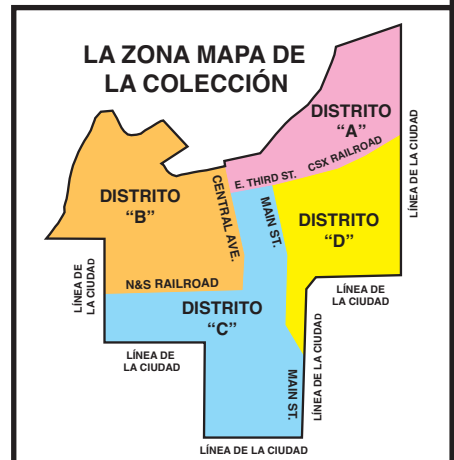 LA ZONA MAPA DE
LA COLECCIÓN
DISTRITO
“A”
CSX RAILROAD
E. THIRD ST.
LÍNEA DE LA CIUDAD
DISTRITO
“B”
CENTRAL AVE.
MAIN ST.
DISTRITO
“D”
N&S RAILROAD
LÍNEA DE
LA CIUDAD
LÍNEA DE
LA CIUDAD
DISTRITO
“C”
LÍNEA DE
LA CIUDAD
LÍNEA DE LA CIUDAD
MAIN ST.
LÍNEA DE LA CIUDAD